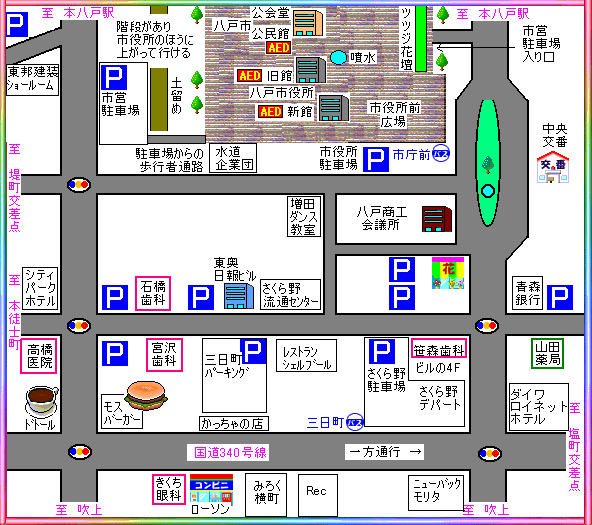 至 本八戸駅
P
東邦建装
ショールーム
階段があり
市役所のほうに
上がって行ける
P
市営
駐車場
土留め
公会堂
八戸市
公民館
AED
AED 旧館
噴水
八戸市役所
AED 新館
市役所前
広場
ツツジ花壇
至 本八戸駅
市営
駐車場
入り口
中央
交番
交番
至 堤町交差点
駐車場からの
歩行者通路
水道
企業団
市役所
駐車場
P
市庁前
バス
増田
ダンス
教室
八戸商工
会議所
至 本徒士町
シティ
パーク
ホテル
P
石橋
歯科
P
東奥
日報ビル
さくら野
流通センター
P
P
花
青森
銀行
P
高橋
医院
ドトール
P
宮沢
歯科
モス
バーガー
三日町
パーキング
P
かっちゃの店
レストラン
シェルブール
三日町
バス
P
さくら野
駐車場
笹森歯科
ビルの4F
さくら野
デパート
山田
薬局
ダイワ
ロイネット
ホテル
至 塩町交差点
国道340号線
一方通行 →
きくち
眼科
コンビニ
ローソン
みろく
横町
Rec
ニューバック
モリタ
至 吹上
至 吹上